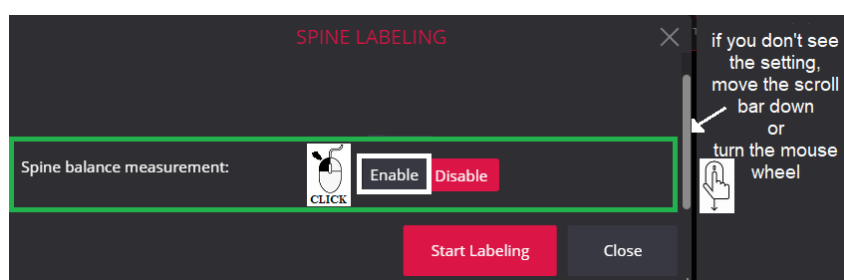 SPINE LABELING
if you don't see
the setting,
move the scroll
bar down
or
turn the mouse
wheel
Spine balance measurement:
CLICK
Enable
Disable
Start Labeling
Close